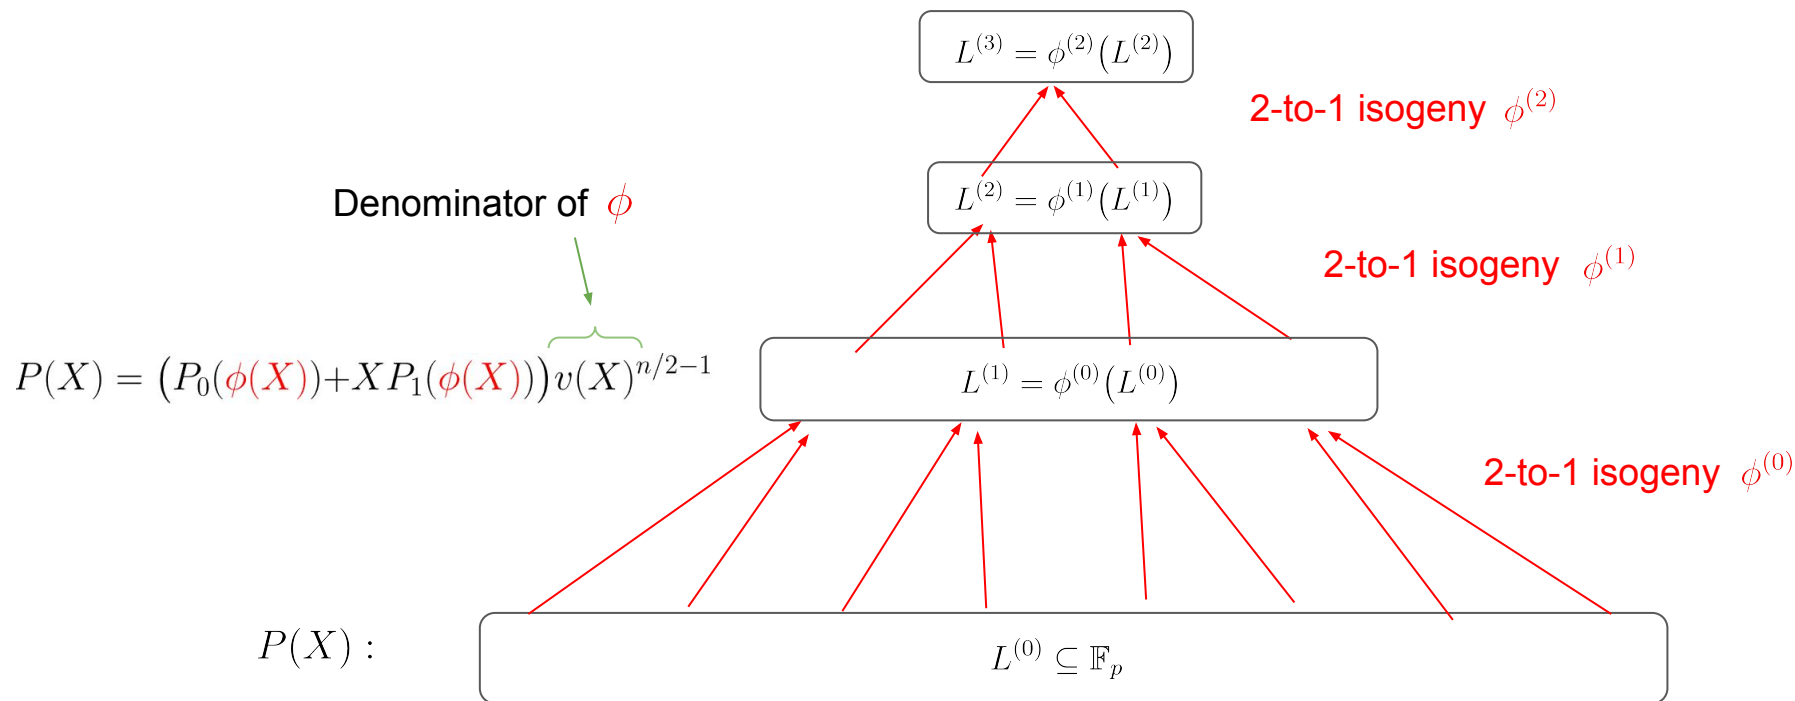 L^{(3)} = \phi^{(2)}(L^{(2)})
2-to-1 isogeny \phi^{(2)}
Denominator of \phi
L^{(2)} = \phi^{(1)}(L^{(1)})
2-to-1 isogeny \phi^{(1)}
P(X) = (P_0(\phi(X))+XP_1(\phi(X)))v(X)^{n/2-1}
L^{(1)} = \phi^{(0)}(L^{(0)})
2-to-1 isogeny \phi^{(0)}
P(X) :
L^{(0)} \subseteq \mathbb{F}_p